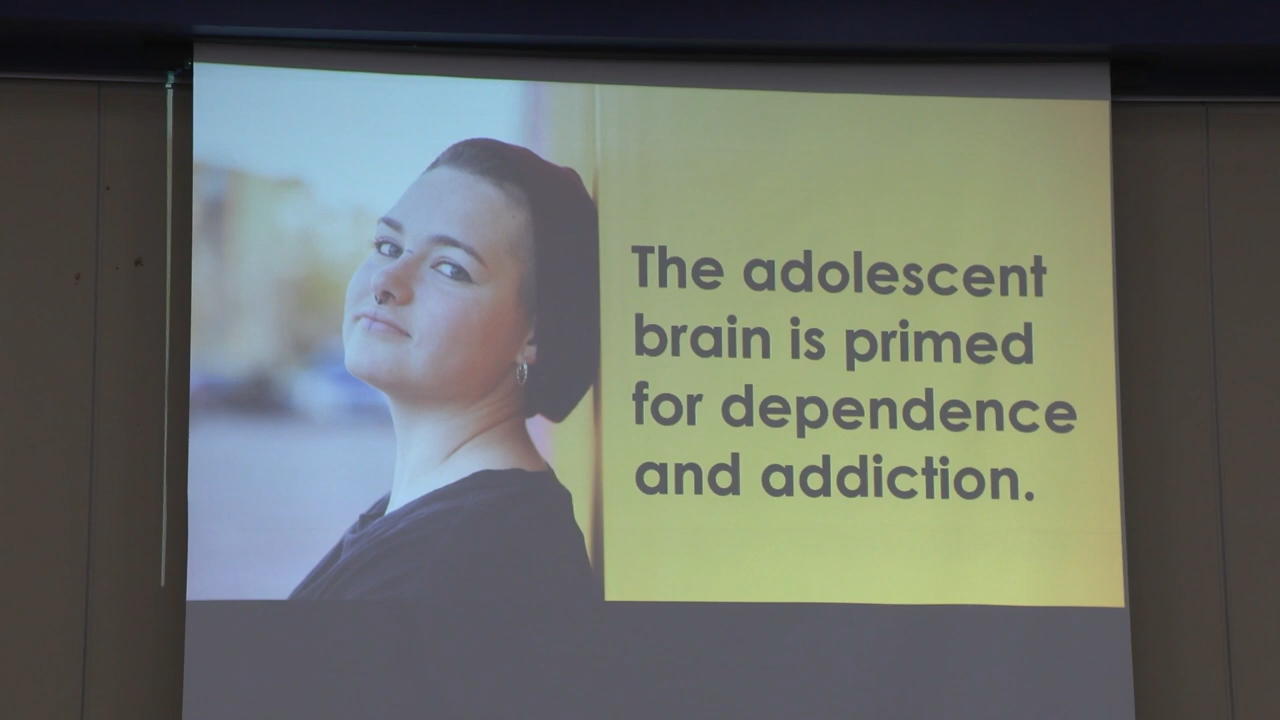 The adolescent
brain is primed
for dependence
and addiction.